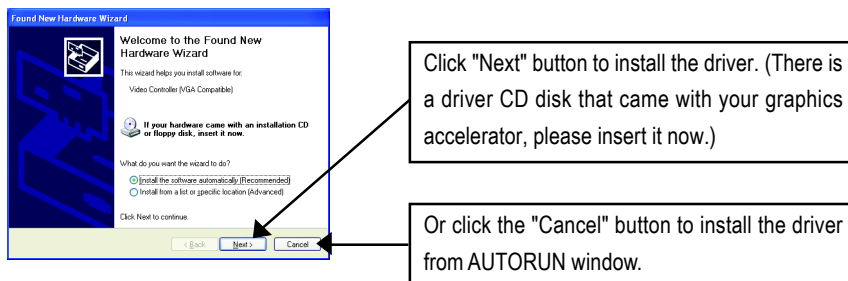 Found New Hardware Wizard
Welcome to the Found New
Hardware Wizard
This wizard helps you install software for:
Video Controller (VGA Compatible)
If your hardware came with an installation CD
or floppy disk, insert it now.
What do you want the wizard to do?
Install the software automatically (Recommended)
Install from a list or specific location (Advanced)
Click Next to continue.
< Back
Next >
Cancel
Click "Next" button to install the driver. (There is
a driver CD disk that came with your graphics
accelerator, please insert it now.)
Or click the "Cancel" button to install the driver
from AUTORUN window.